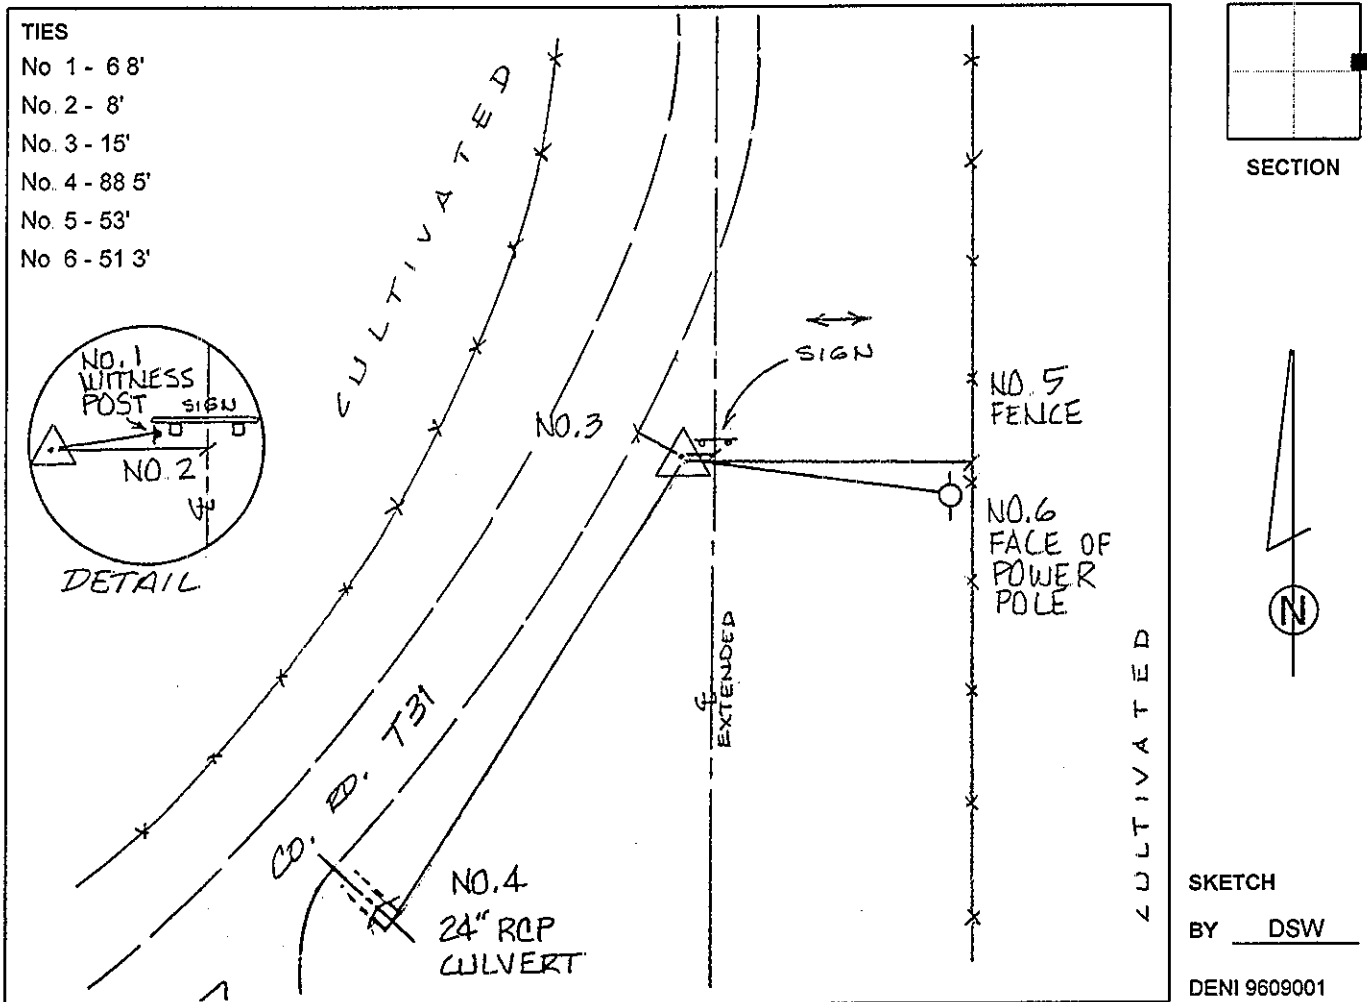 TIES
No 1 - 6 8'
No. 2 - 8'
No. 3 - 15'
No. 4 - 88 5'
No. 5 - 53'
No 6 - 51 3'
CULTIVATED
NO. 1
WITNESS
POST
SIGN
NO. 2
℄
DETAIL
NO. 3
SIGN
NO. 5
FENCE
NO. 6
FACE OF
POWER
POLE
℄
EXTENDED
CO. RD. T31
NO. 4
24" RCP
CULVERT
CULTIVATED
SECTION
N
SKETCH
BY DSW
DENI 9609001